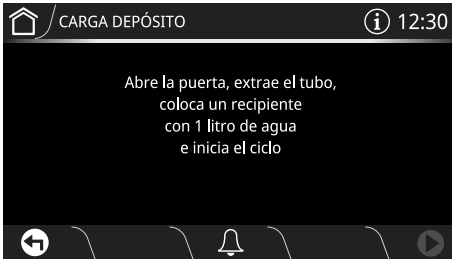 CARGA DEPÓSITO
12:30
Abre la puerta, extrae el tubo,
coloca un recipiente
con 1 litro de agua
e inicia el ciclo